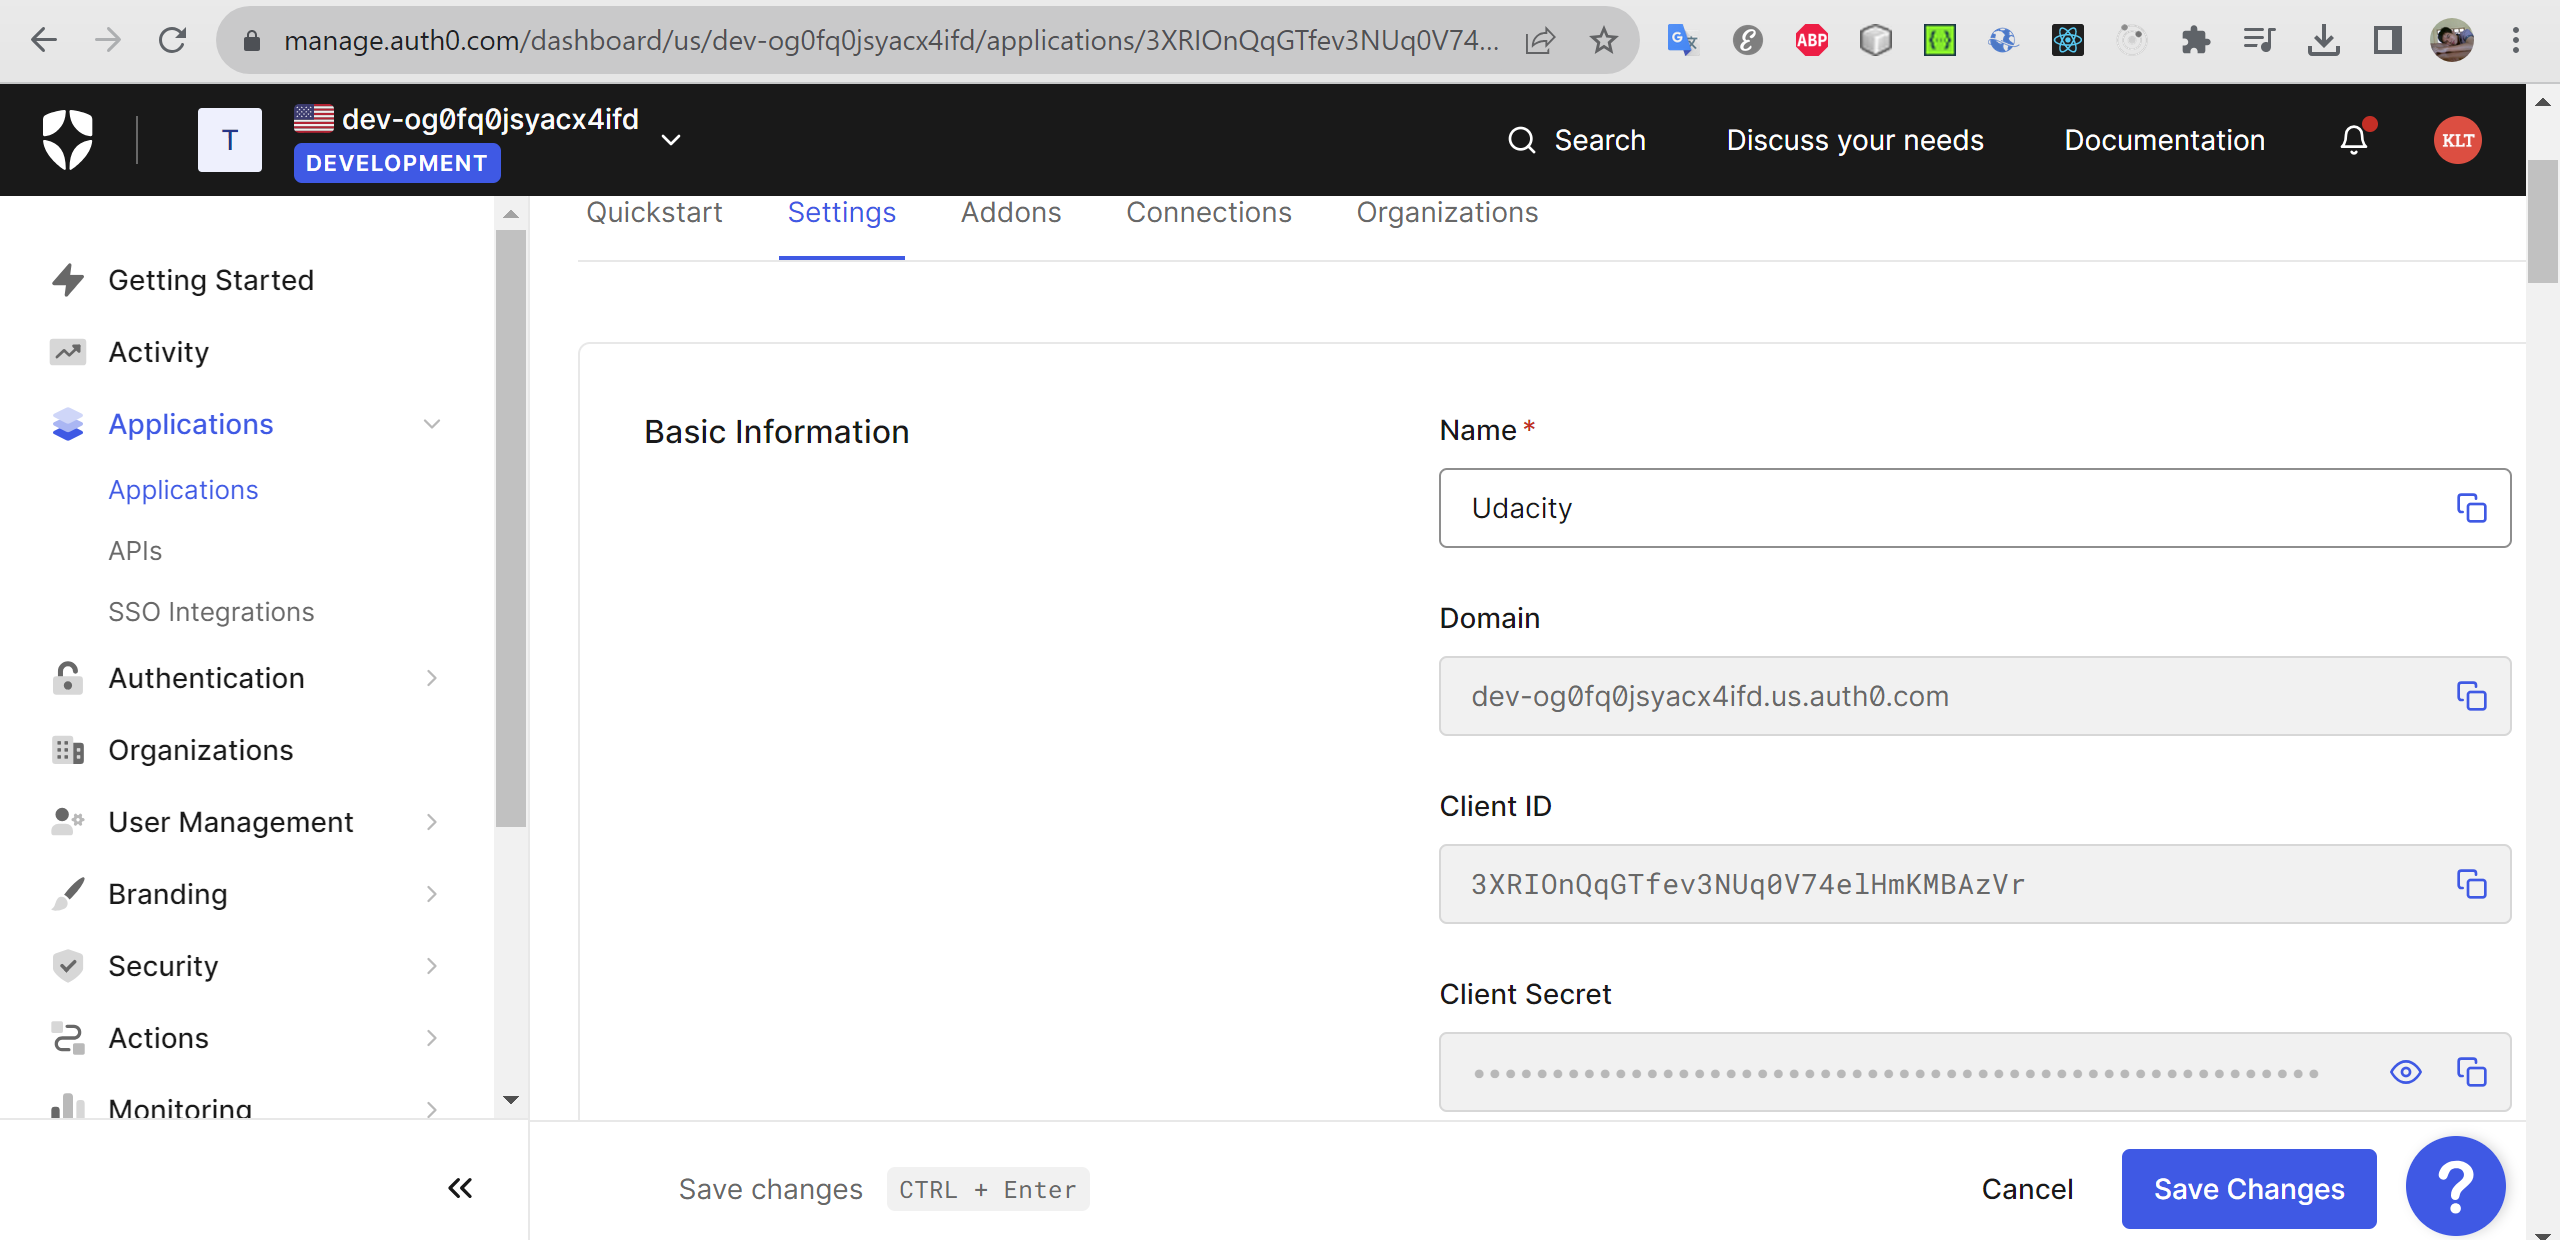 manage.auth0.com/dashboard/us/dev-og0fq0jsyacx4ifd/applications/3XRIOnQqGTfev3NUq0V74...
ABP
T
dev-og0fq0jsyacx4ifd
DEVELOPMENT
Search
Discuss your needs
Documentation
KLT
Quickstart
Settings
Addons
Connections
Organizations
Getting Started
Activity
Applications
Applications
APIs
SSO Integrations
Authentication
Organizations
User Management
Branding
Security
Actions
Monitoring
Basic Information
Name *
Udacity
Domain
dev-og0fq0jsyacx4ifd.us.auth0.com
Client ID
3XRIOnQqGTfev3NUq0V74elHmKMBAzVr
Client Secret
Save changes
CTRL + Enter
Cancel
Save Changes
?